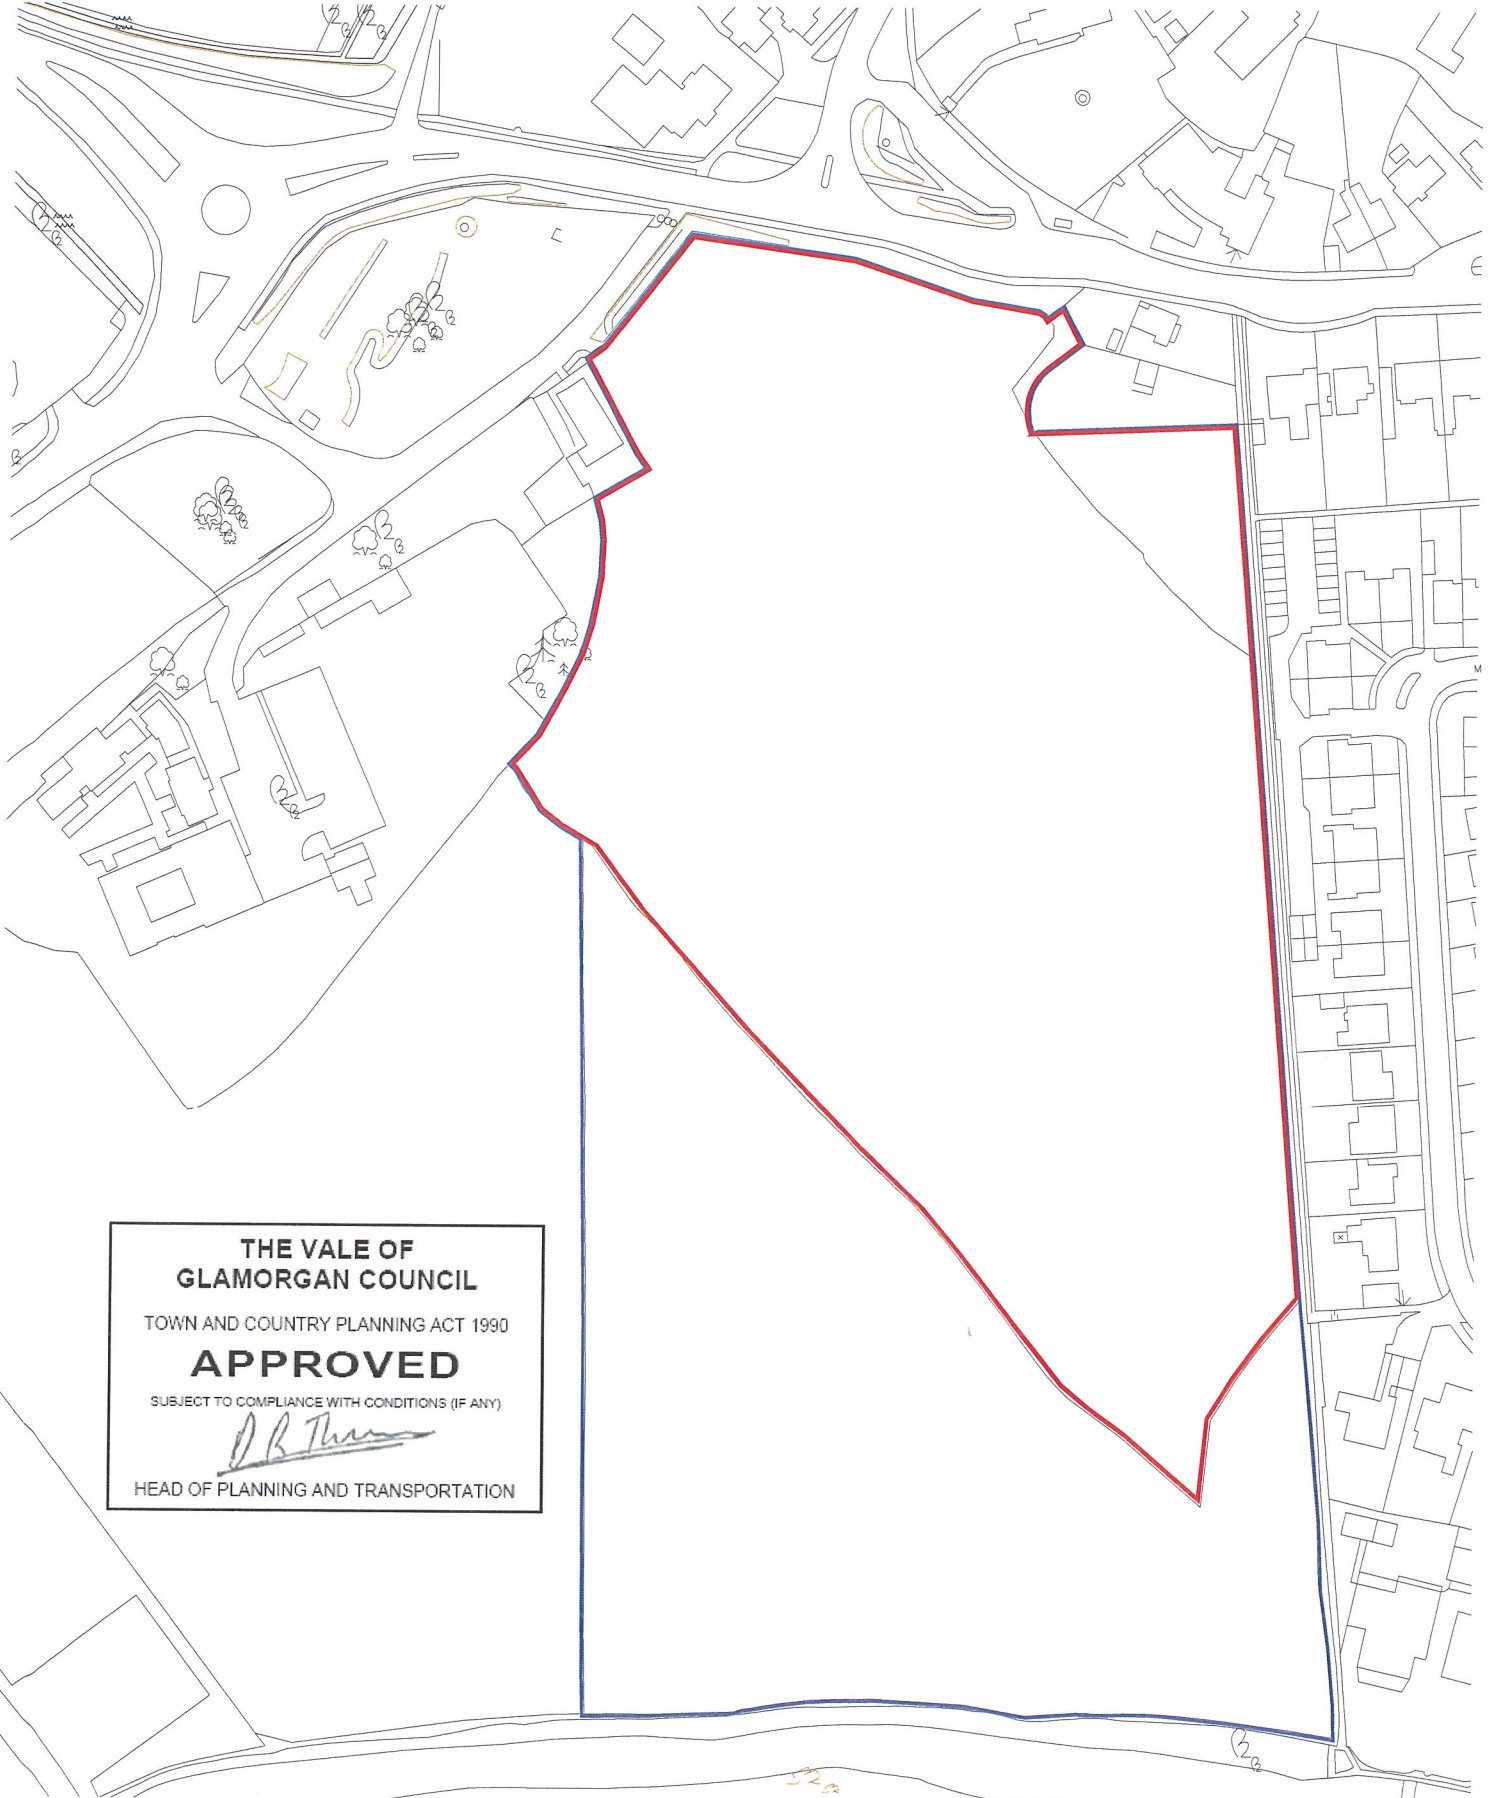 THE VALE OF
GLAMORGAN COUNCIL
TOWN AND COUNTRY PLANNING ACT 1990
APPROVED
SUBJECT TO COMPLIANCE WITH CONDITIONS (IF ANY)
HEAD OF PLANNING AND TRANSPORTATION
M